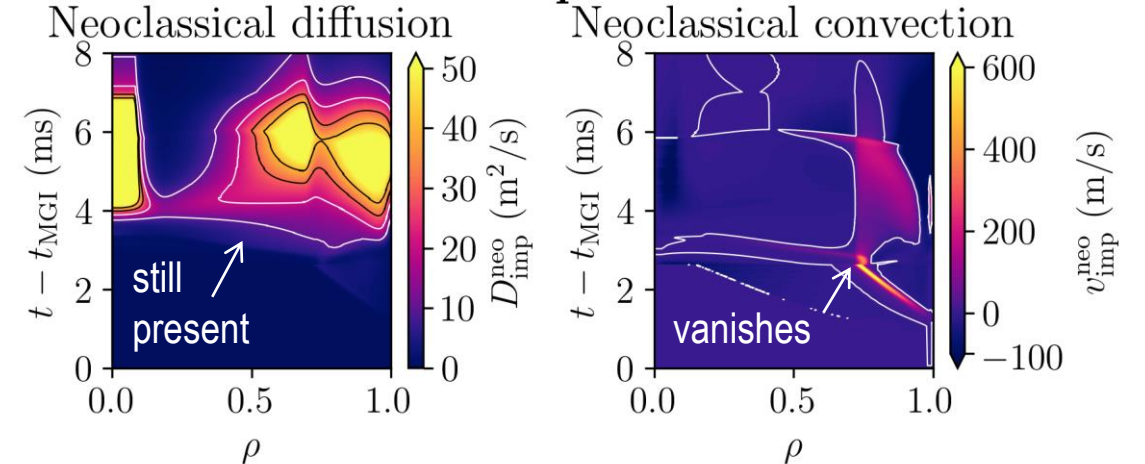 Neoclassical diffusion
8
6
4
2
0
t − t_MGI (ms)
0.0 0.5 1.0
ρ
still
present
50
40
30
20
10
0
D_imp^neo (m²/s)
Neoclassical convection
8
6
4
2
0
t − t_MGI (ms)
0.0 0.5 1.0
ρ
vanishes
600
400
200
0
−100
v_imp^neo (m/s)